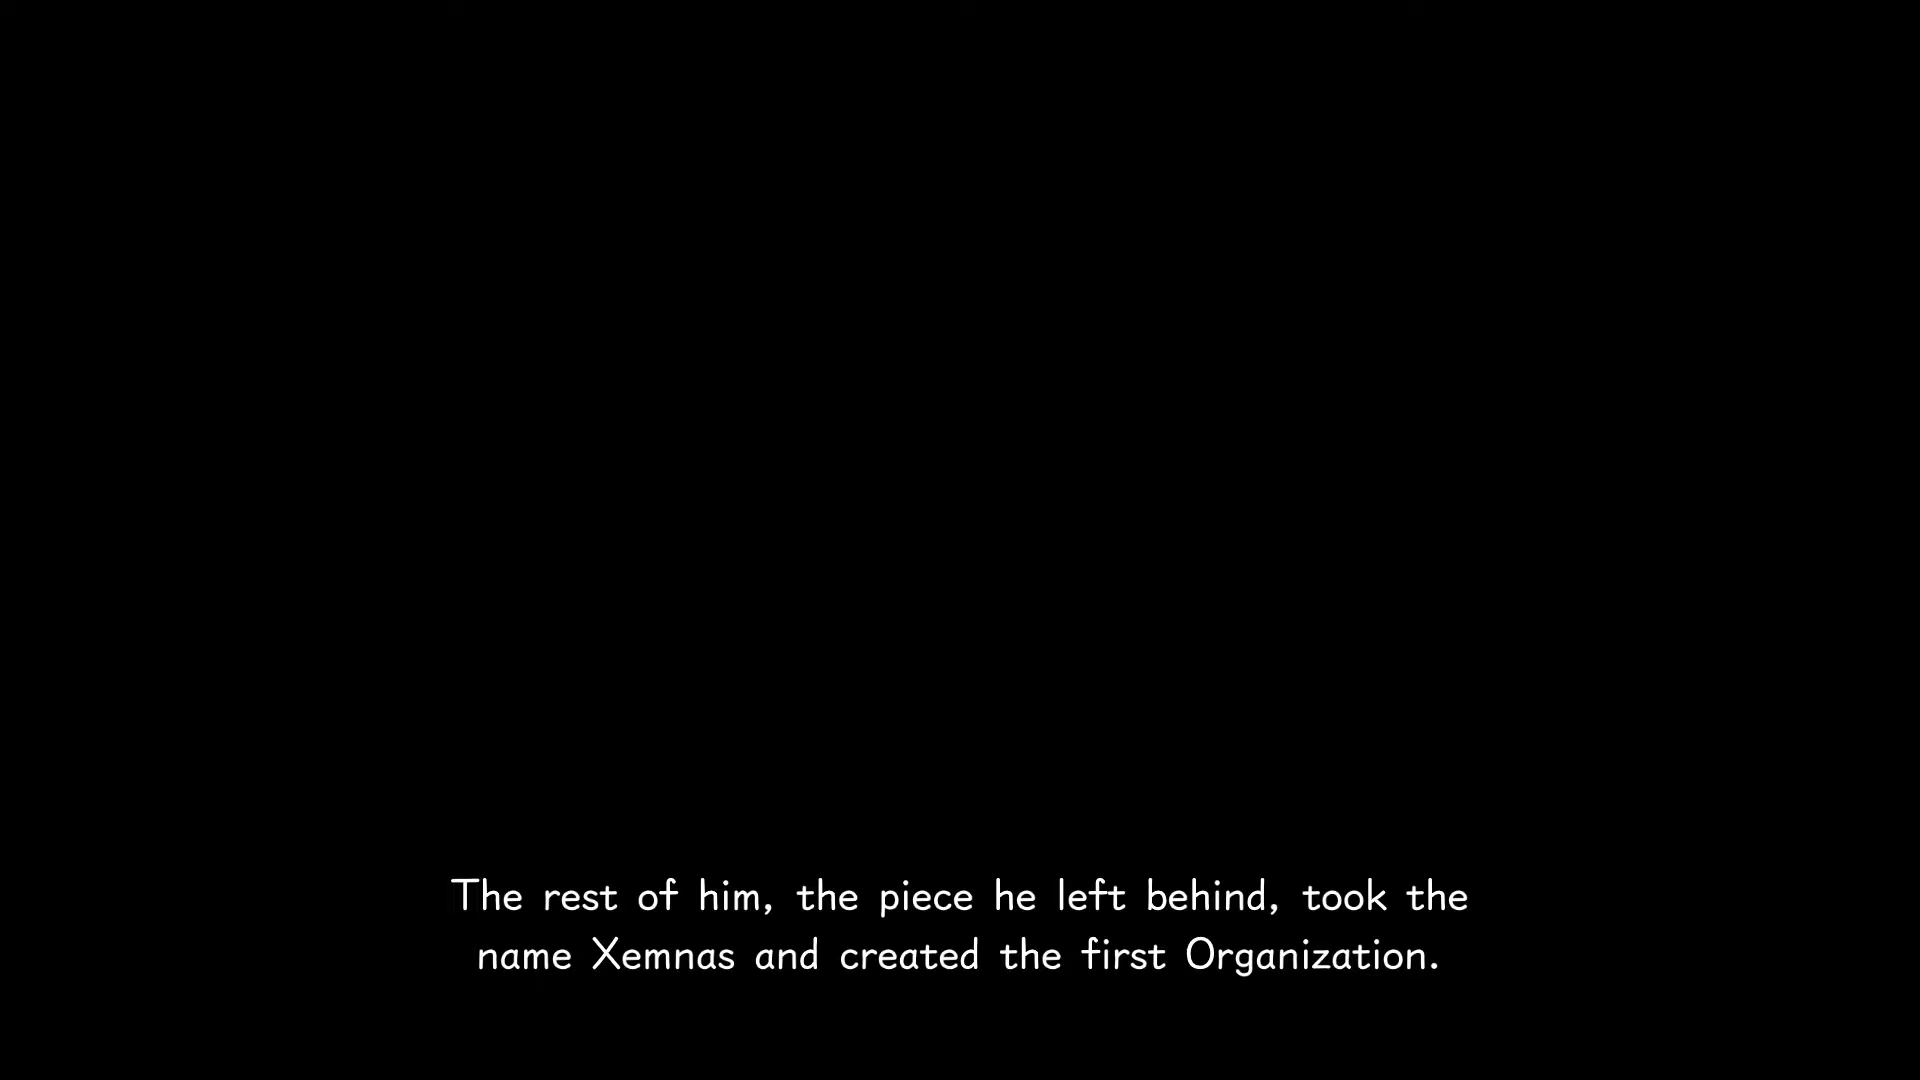 The rest of him, the piece he left behind, took the
name Xemnas and created the first Organization.